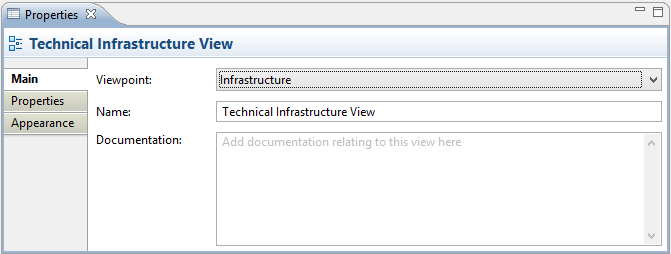 Properties
Technical Infrastructure View
Main
Viewpoint: Infrastructure
Properties
Name: Technical Infrastructure View
Appearance
Documentation: Add documentation relating to this view here